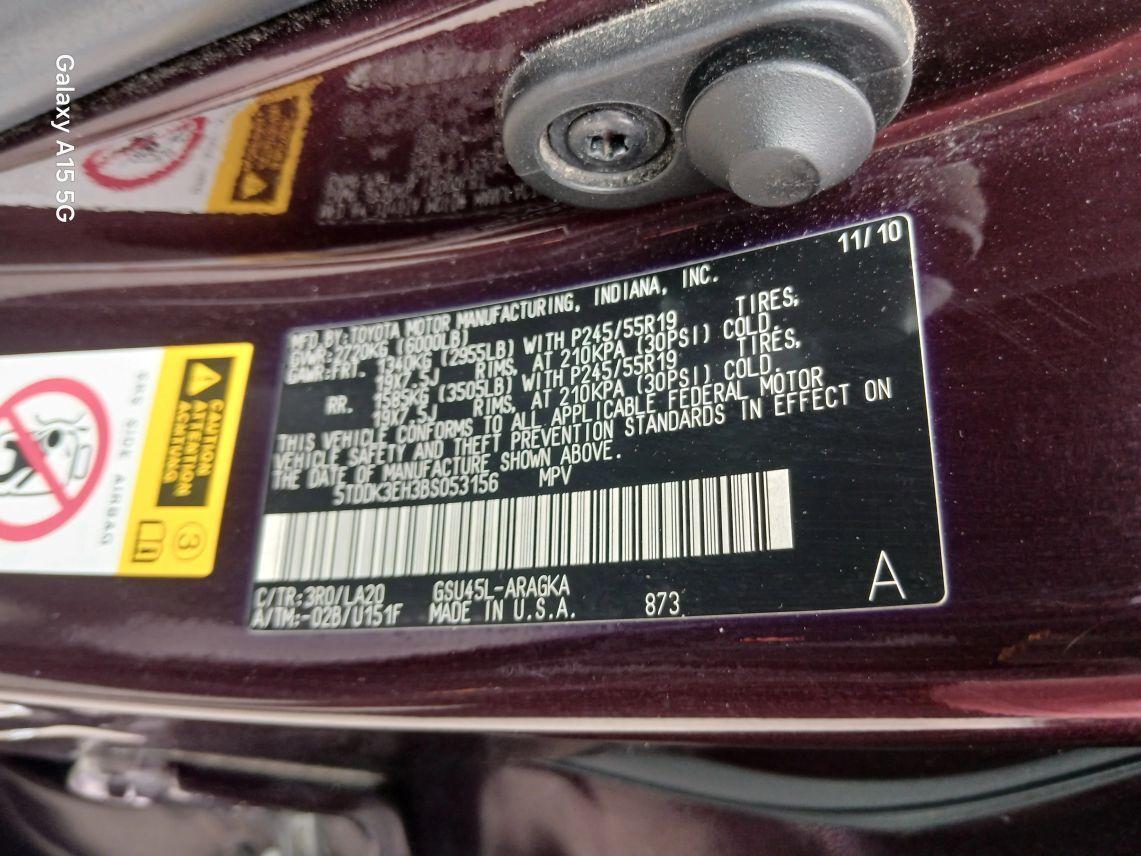 Galaxy A15 5G
11/10
MFD BY:TOYOTA MOTOR MANUFACTURING, INDIANA, INC.
GVWR:2720KG (6000LB)
GAWR:FRT. 1340KG (2955LB) WITH P245/55R19 TIRES,
19X7.5J RIMS, AT 210KPA (30PSI) COLD.
RR. 1585KG (3505LB) WITH P245/55R19 TIRES,
19X7.5J RIMS, AT 210KPA (30PSI) COLD.
THIS VEHICLE CONFORMS TO ALL APPLICABLE FEDERAL MOTOR
VEHICLE SAFETY AND THEFT PREVENTION STANDARDS IN EFFECT ON
THE DATE OF MANUFACTURE SHOWN ABOVE.
5TDDK3EH3BS053156 MPV
C/TR:3R0/LA20 GSU45L-ARAGKA
A/TM:-02B/U151F MADE IN U.S.A. 873
A
CAUTION
ATTENTION
3
SRS SIDE AIRBAG